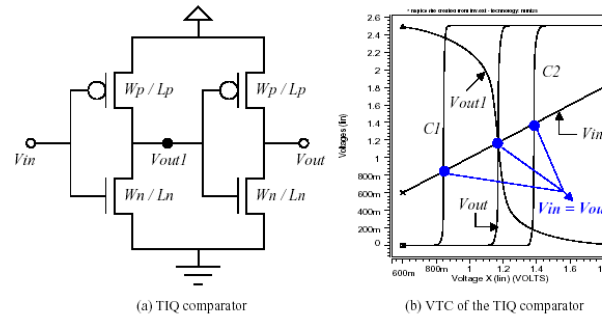 Wp / Lp
Wp / Lp
Vin
Vout1
Vout
Wn / Ln
Wn / Ln
(a) TIQ comparator
2.6
2.4
2.2
2
1.8
1.6
1.4
1.2
1
800m
600m
400m
200m
0
Voltages (lin)
Vout1
C1
C2
Vin
Vout
Vin = Vou
600m
800m
1
1.2
1.4
1.6
Voltage X (lin) (VOLTS)
(b) VTC of the TIQ comparator